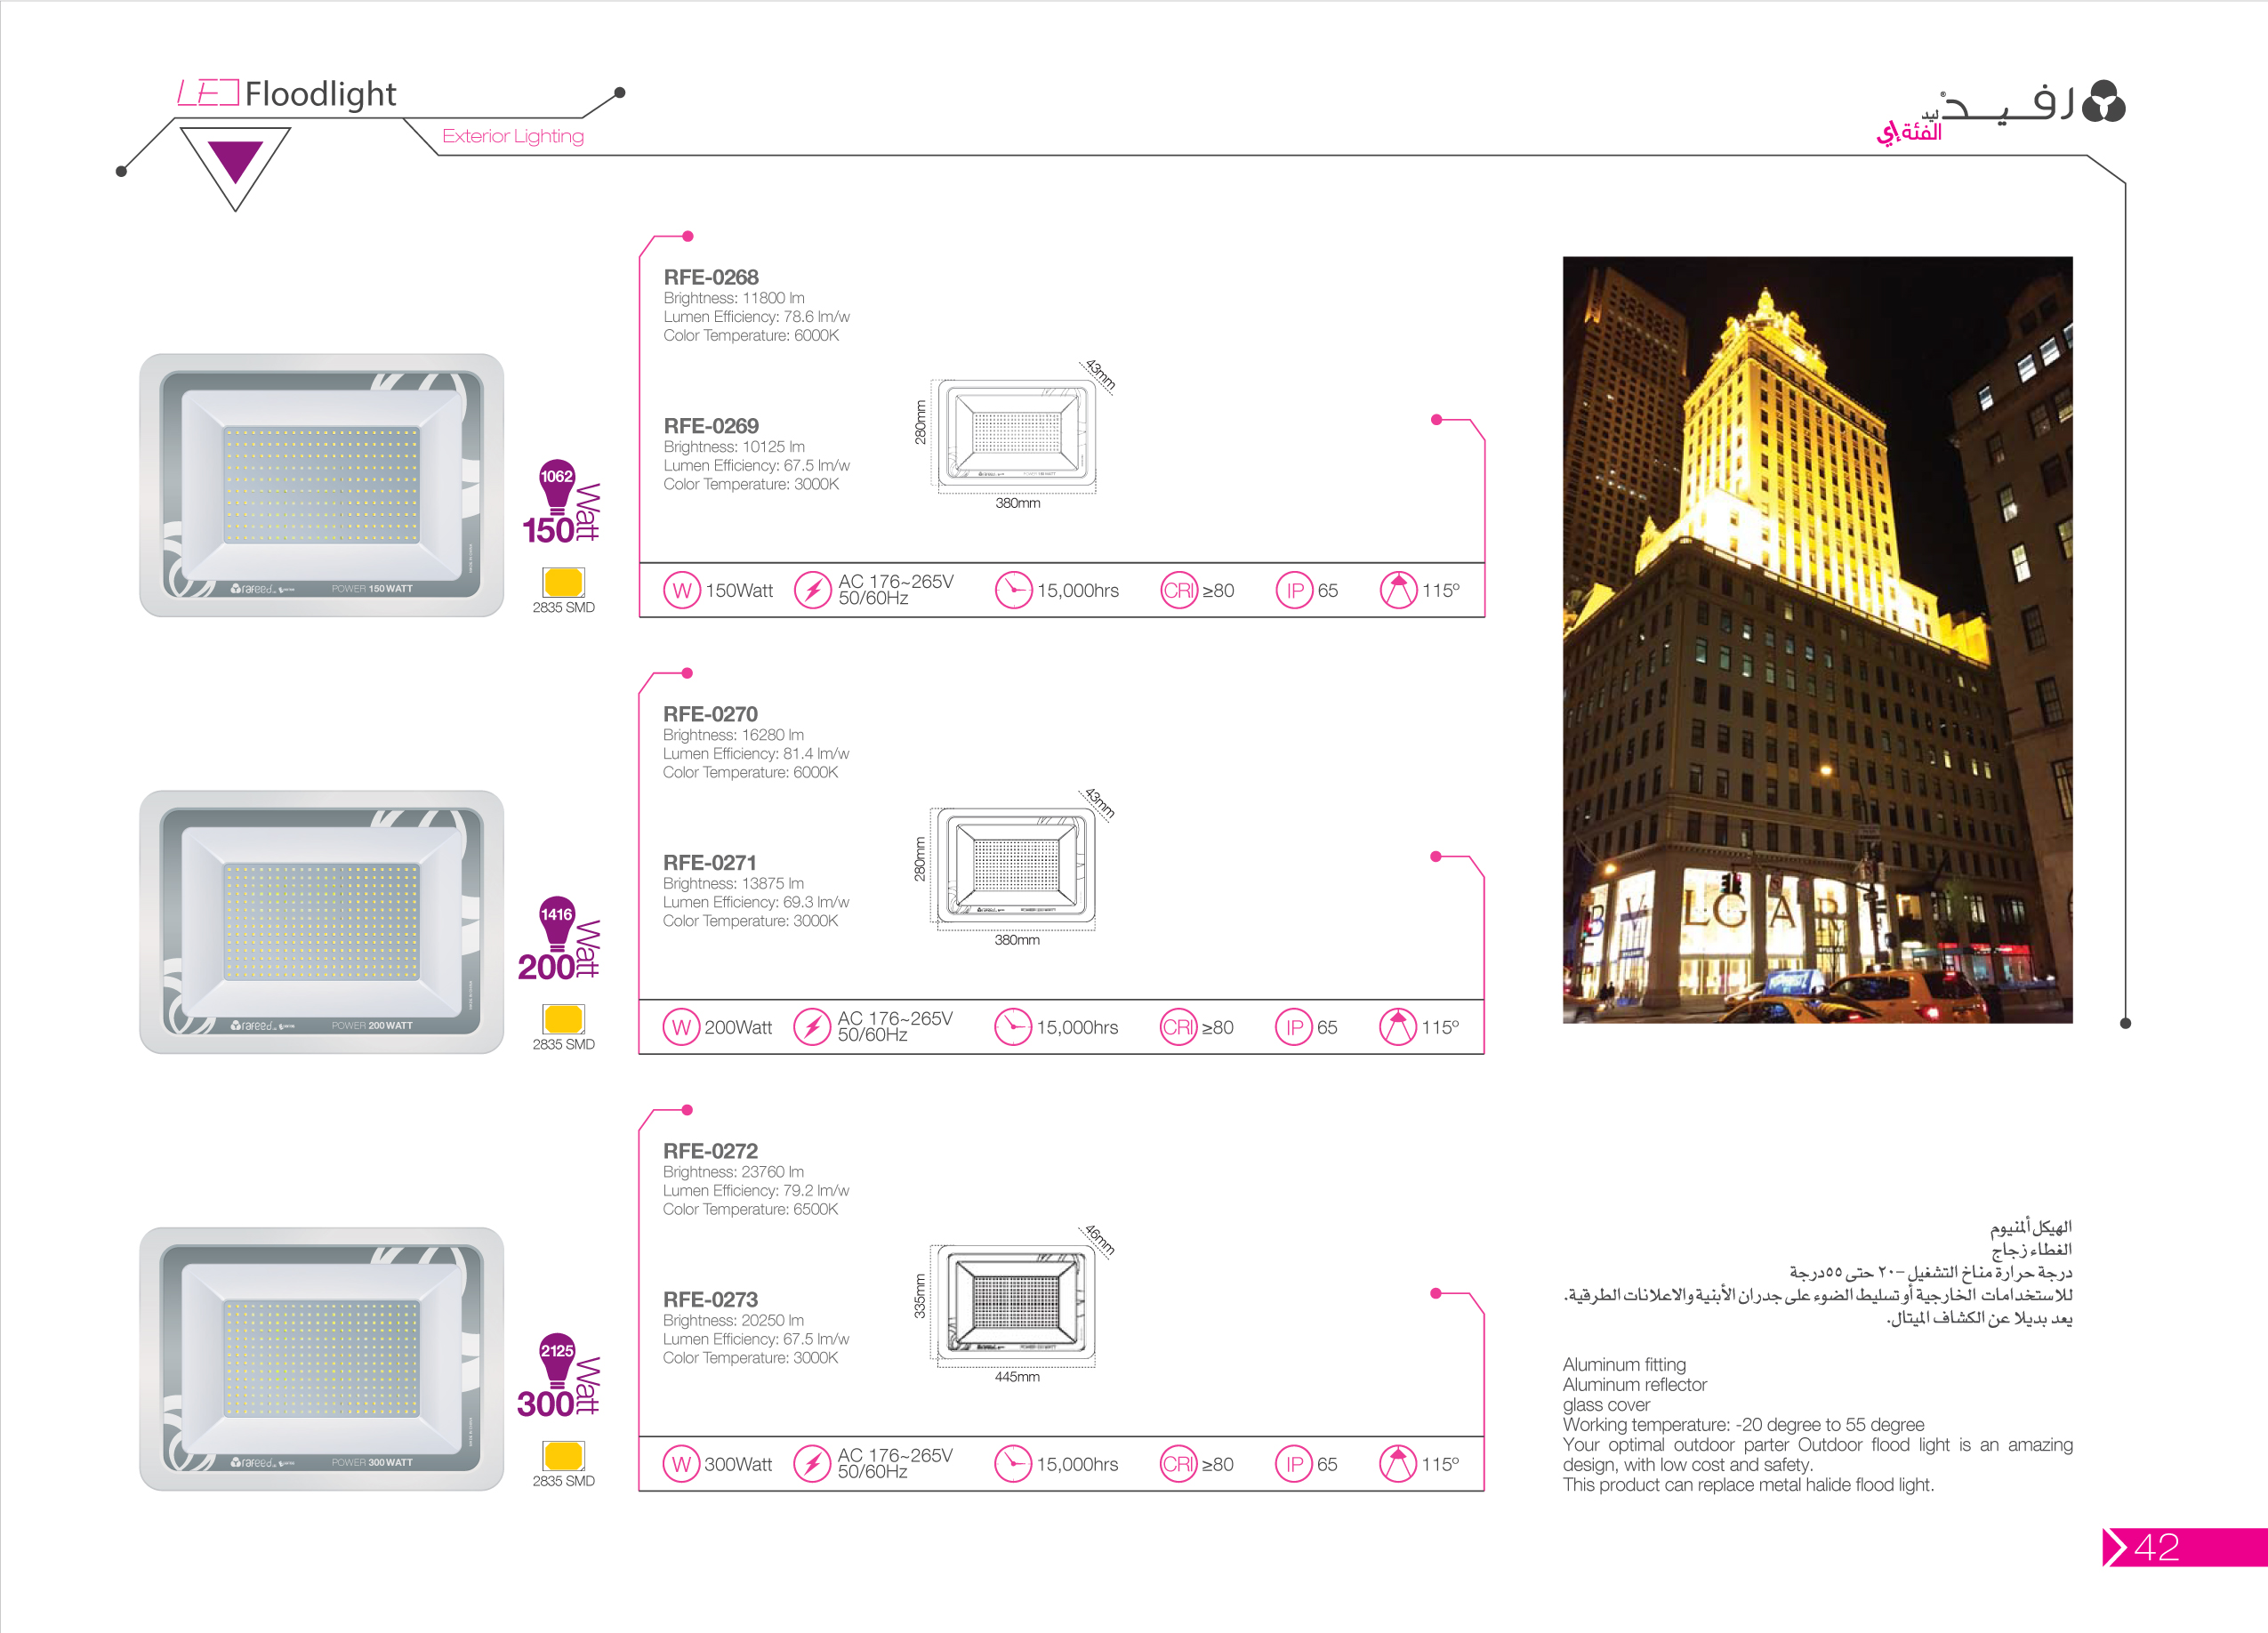 LED Floodlight
Exterior Lighting
رفيد®
ليد
الفئة إي
RFE-0268
Brightness: 11800 lm
Lumen Efficiency: 78.6 lm/w
Color Temperature: 6000K
RFE-0269
Brightness: 10125 lm
Lumen Efficiency: 67.5 lm/w
Color Temperature: 3000K
280mm
43mm
380mm
rafeed
POWER 150 WATT
1062
150 Watt
2835 SMD
W 150Watt
AC 176~265V
50/60Hz
15,000hrs
CRI ≥80
IP 65
115º
RFE-0270
Brightness: 16280 lm
Lumen Efficiency: 81.4 lm/w
Color Temperature: 6000K
RFE-0271
Brightness: 13875 lm
Lumen Efficiency: 69.3 lm/w
Color Temperature: 3000K
280mm
43mm
380mm
rafeed
POWER 200 WATT
1416
200 Watt
2835 SMD
W 200Watt
AC 176~265V
50/60Hz
15,000hrs
CRI ≥80
IP 65
115º
RFE-0272
Brightness: 23760 lm
Lumen Efficiency: 79.2 lm/w
Color Temperature: 6500K
RFE-0273
Brightness: 20250 lm
Lumen Efficiency: 67.5 lm/w
Color Temperature: 3000K
335mm
46mm
445mm
rafeed
POWER 300 WATT
2125
300 Watt
2835 SMD
W 300Watt
AC 176~265V
50/60Hz
15,000hrs
CRI ≥80
IP 65
115º
B V LGA R
الهيكل ألمنيوم
الغطاء زجاج
درجة حرارة مناخ التشغيل -٢٠ حتى ٥٥درجة
للاستخدامات الخارجية أو تسليط الضوء على جدران الأبنية والاعلانات الطرقية.
يعد بديلا عن الكشاف الميتال.
Aluminum fitting
Aluminum reflector
glass cover
Working temperature: -20 degree to 55 degree
Your optimal outdoor parter Outdoor flood light is an amazing
design, with low cost and safety.
This product can replace metal halide flood light.
42